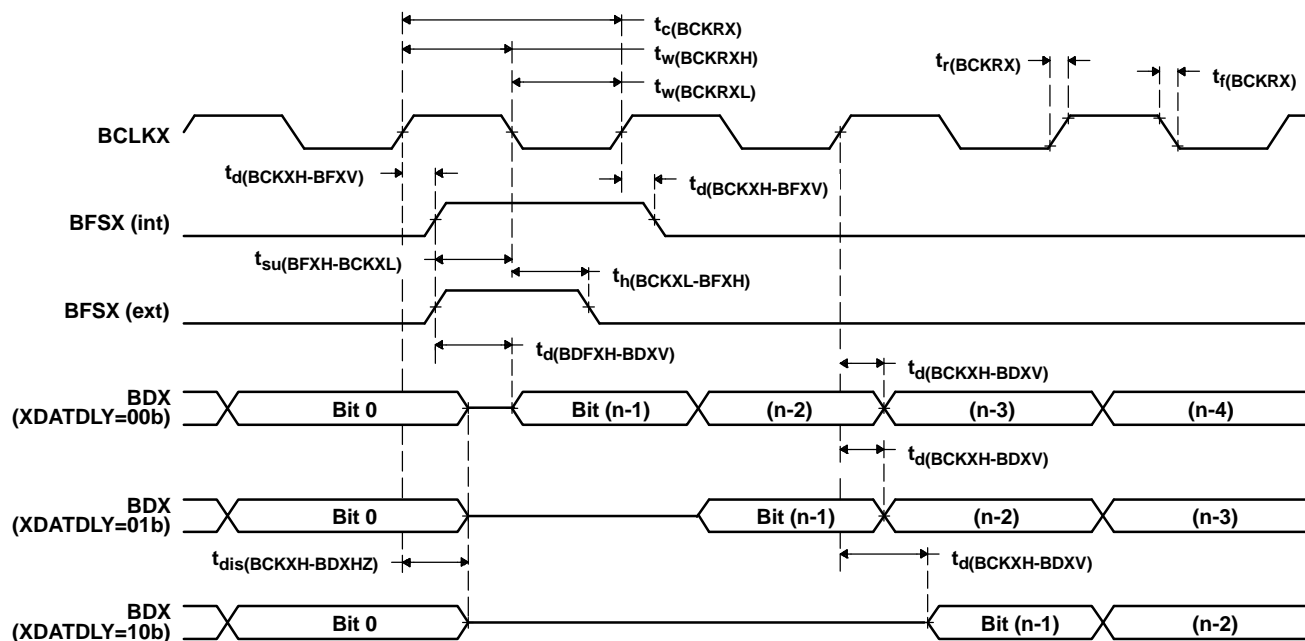 tc(BCKRX)
tw(BCKRXH)
tr(BCKRX)
tf(BCKRX)
tw(BCKRXL)
BCLKX
td(BCKXH-BFXV)
td(BCKXH-BFXV)
BFSX (int)
tsu(BFXH-BCKXL)
th(BCKXL-BFXH)
BFSX (ext)
td(BDFXH-BDXV)
td(BCKXH-BDXV)
BDX
(XDATDLY=00b)
Bit 0
Bit (n-1)
(n-2)
(n-3)
(n-4)
td(BCKXH-BDXV)
BDX
(XDATDLY=01b)
Bit 0
Bit (n-1)
(n-2)
(n-3)
tdis(BCKXH-BDXHZ)
td(BCKXH-BDXV)
BDX
(XDATDLY=10b)
Bit 0
Bit (n-1)
(n-2)